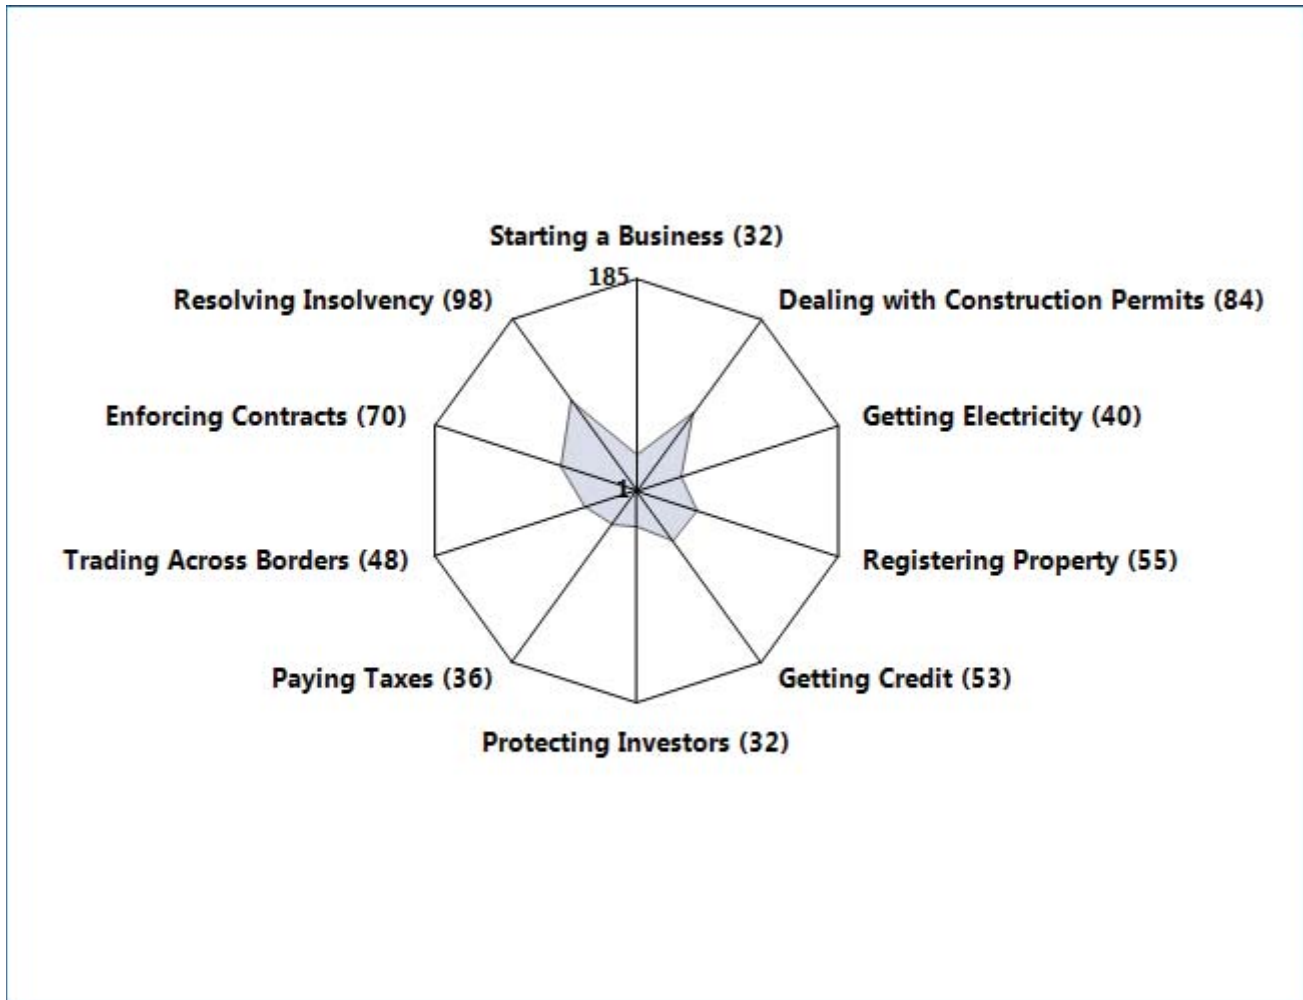 Starting a Business (32)
185
Resolving Insolvency (98)
Dealing with Construction Permits (84)
Enforcing Contracts (70)
Getting Electricity (40)
1
Trading Across Borders (48)
Registering Property (55)
Paying Taxes (36)
Getting Credit (53)
Protecting Investors (32)